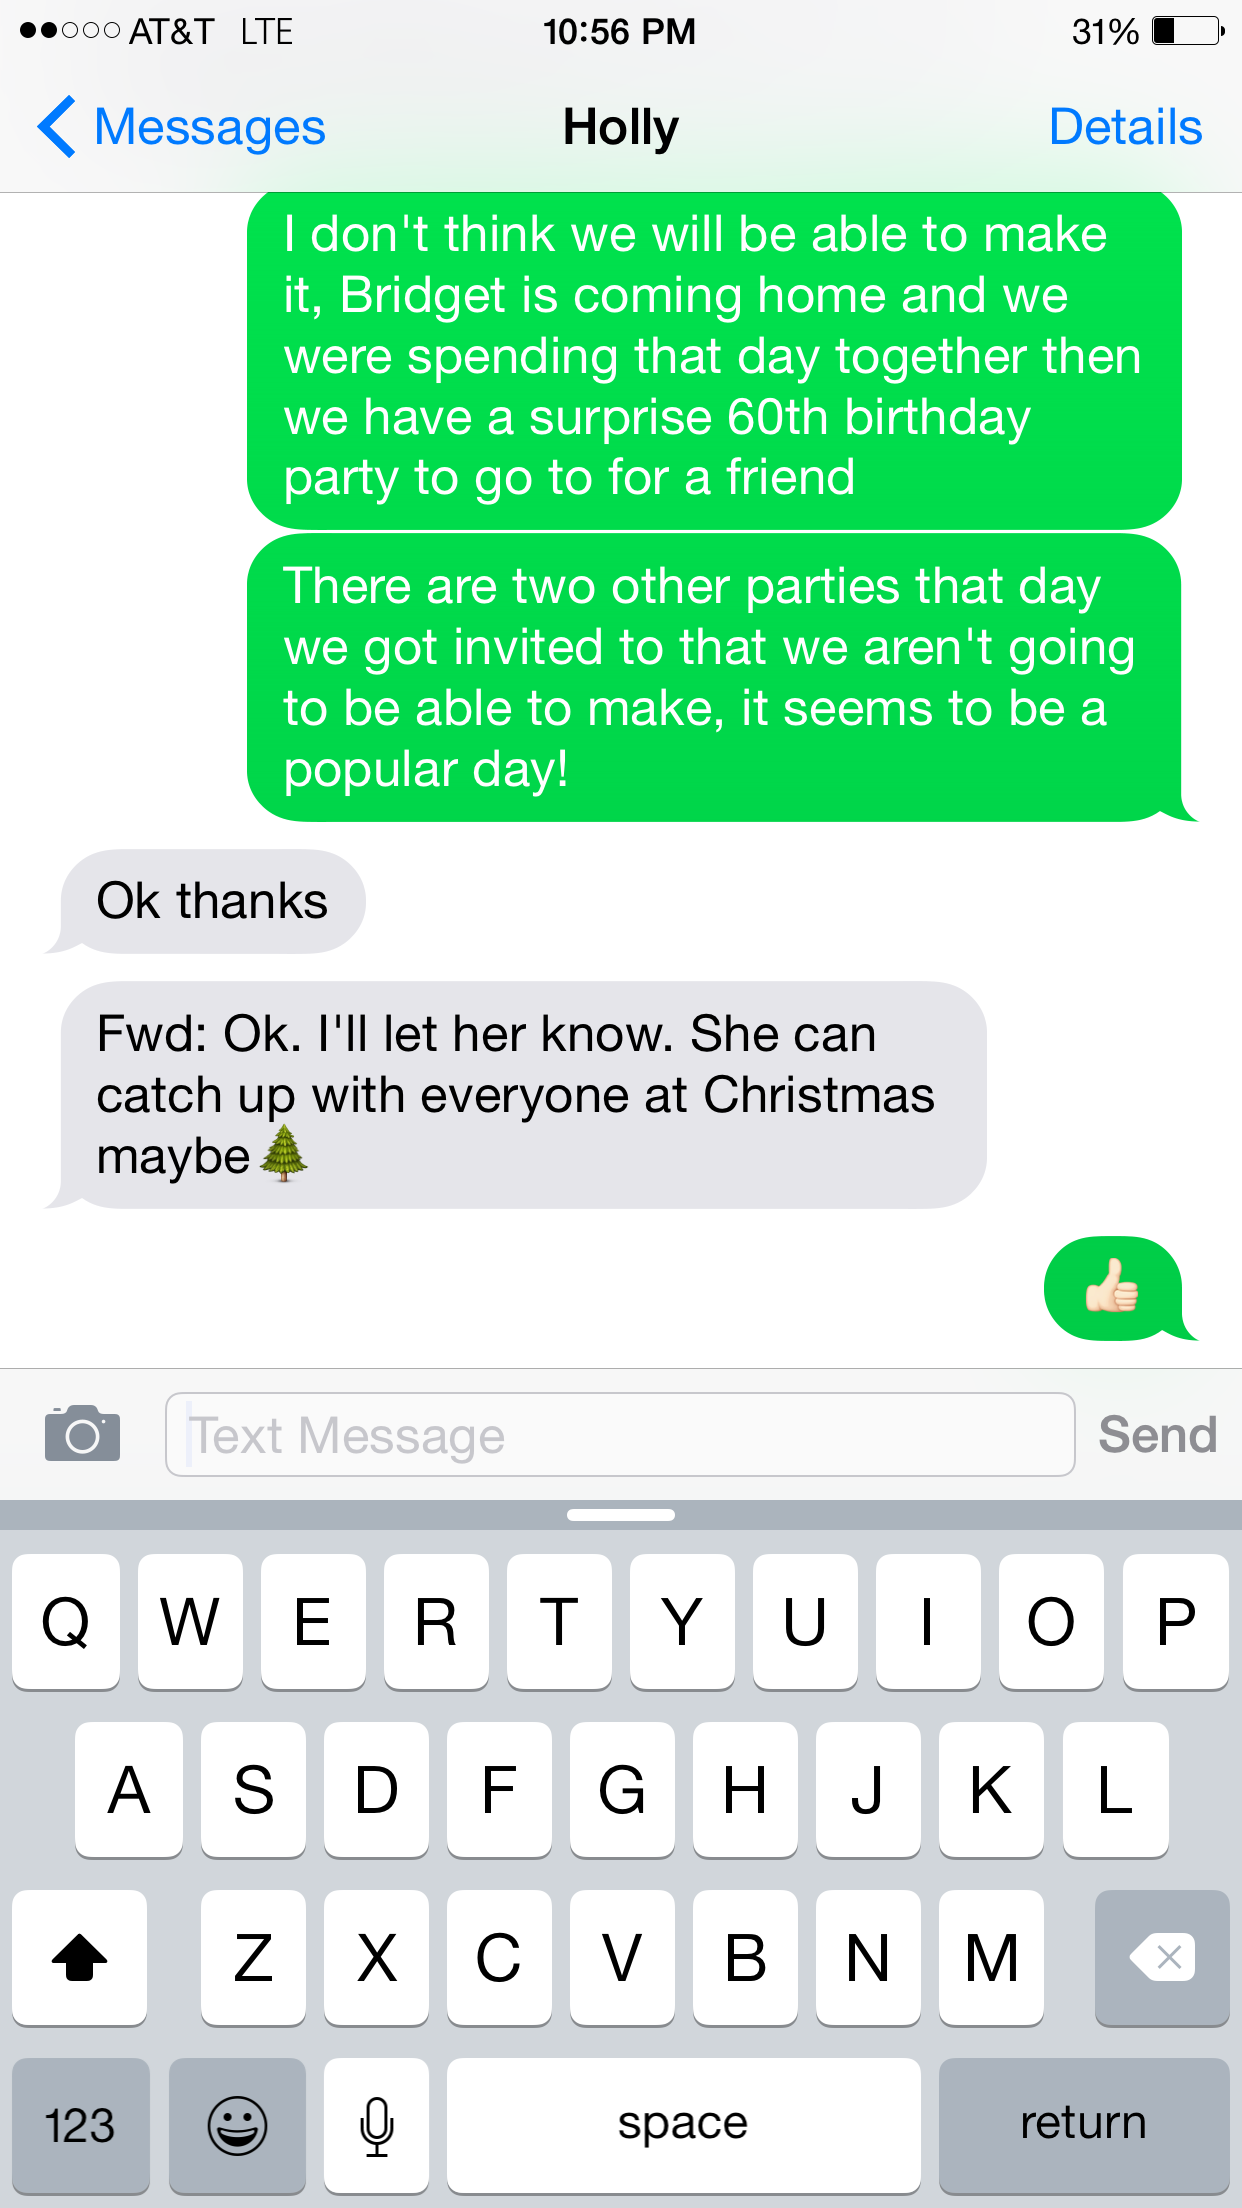 AT&T LTE 10:56 PM 31%
Messages Holly Details
I don't think we will be able to make
it, Bridget is coming home and we
were spending that day together then
we have a surprise 60th birthday
party to go to for a friend
There are two other parties that day
we got invited to that we aren't going
to be able to make, it seems to be a
popular day!
Ok thanks
Fwd: Ok. I'll let her know. She can
catch up with everyone at Christmas
maybe🌲
👍🏻
Text Message Send
Q W E R T Y U I O P
A S D F G H J K L
Z X C V B N M
123 space return